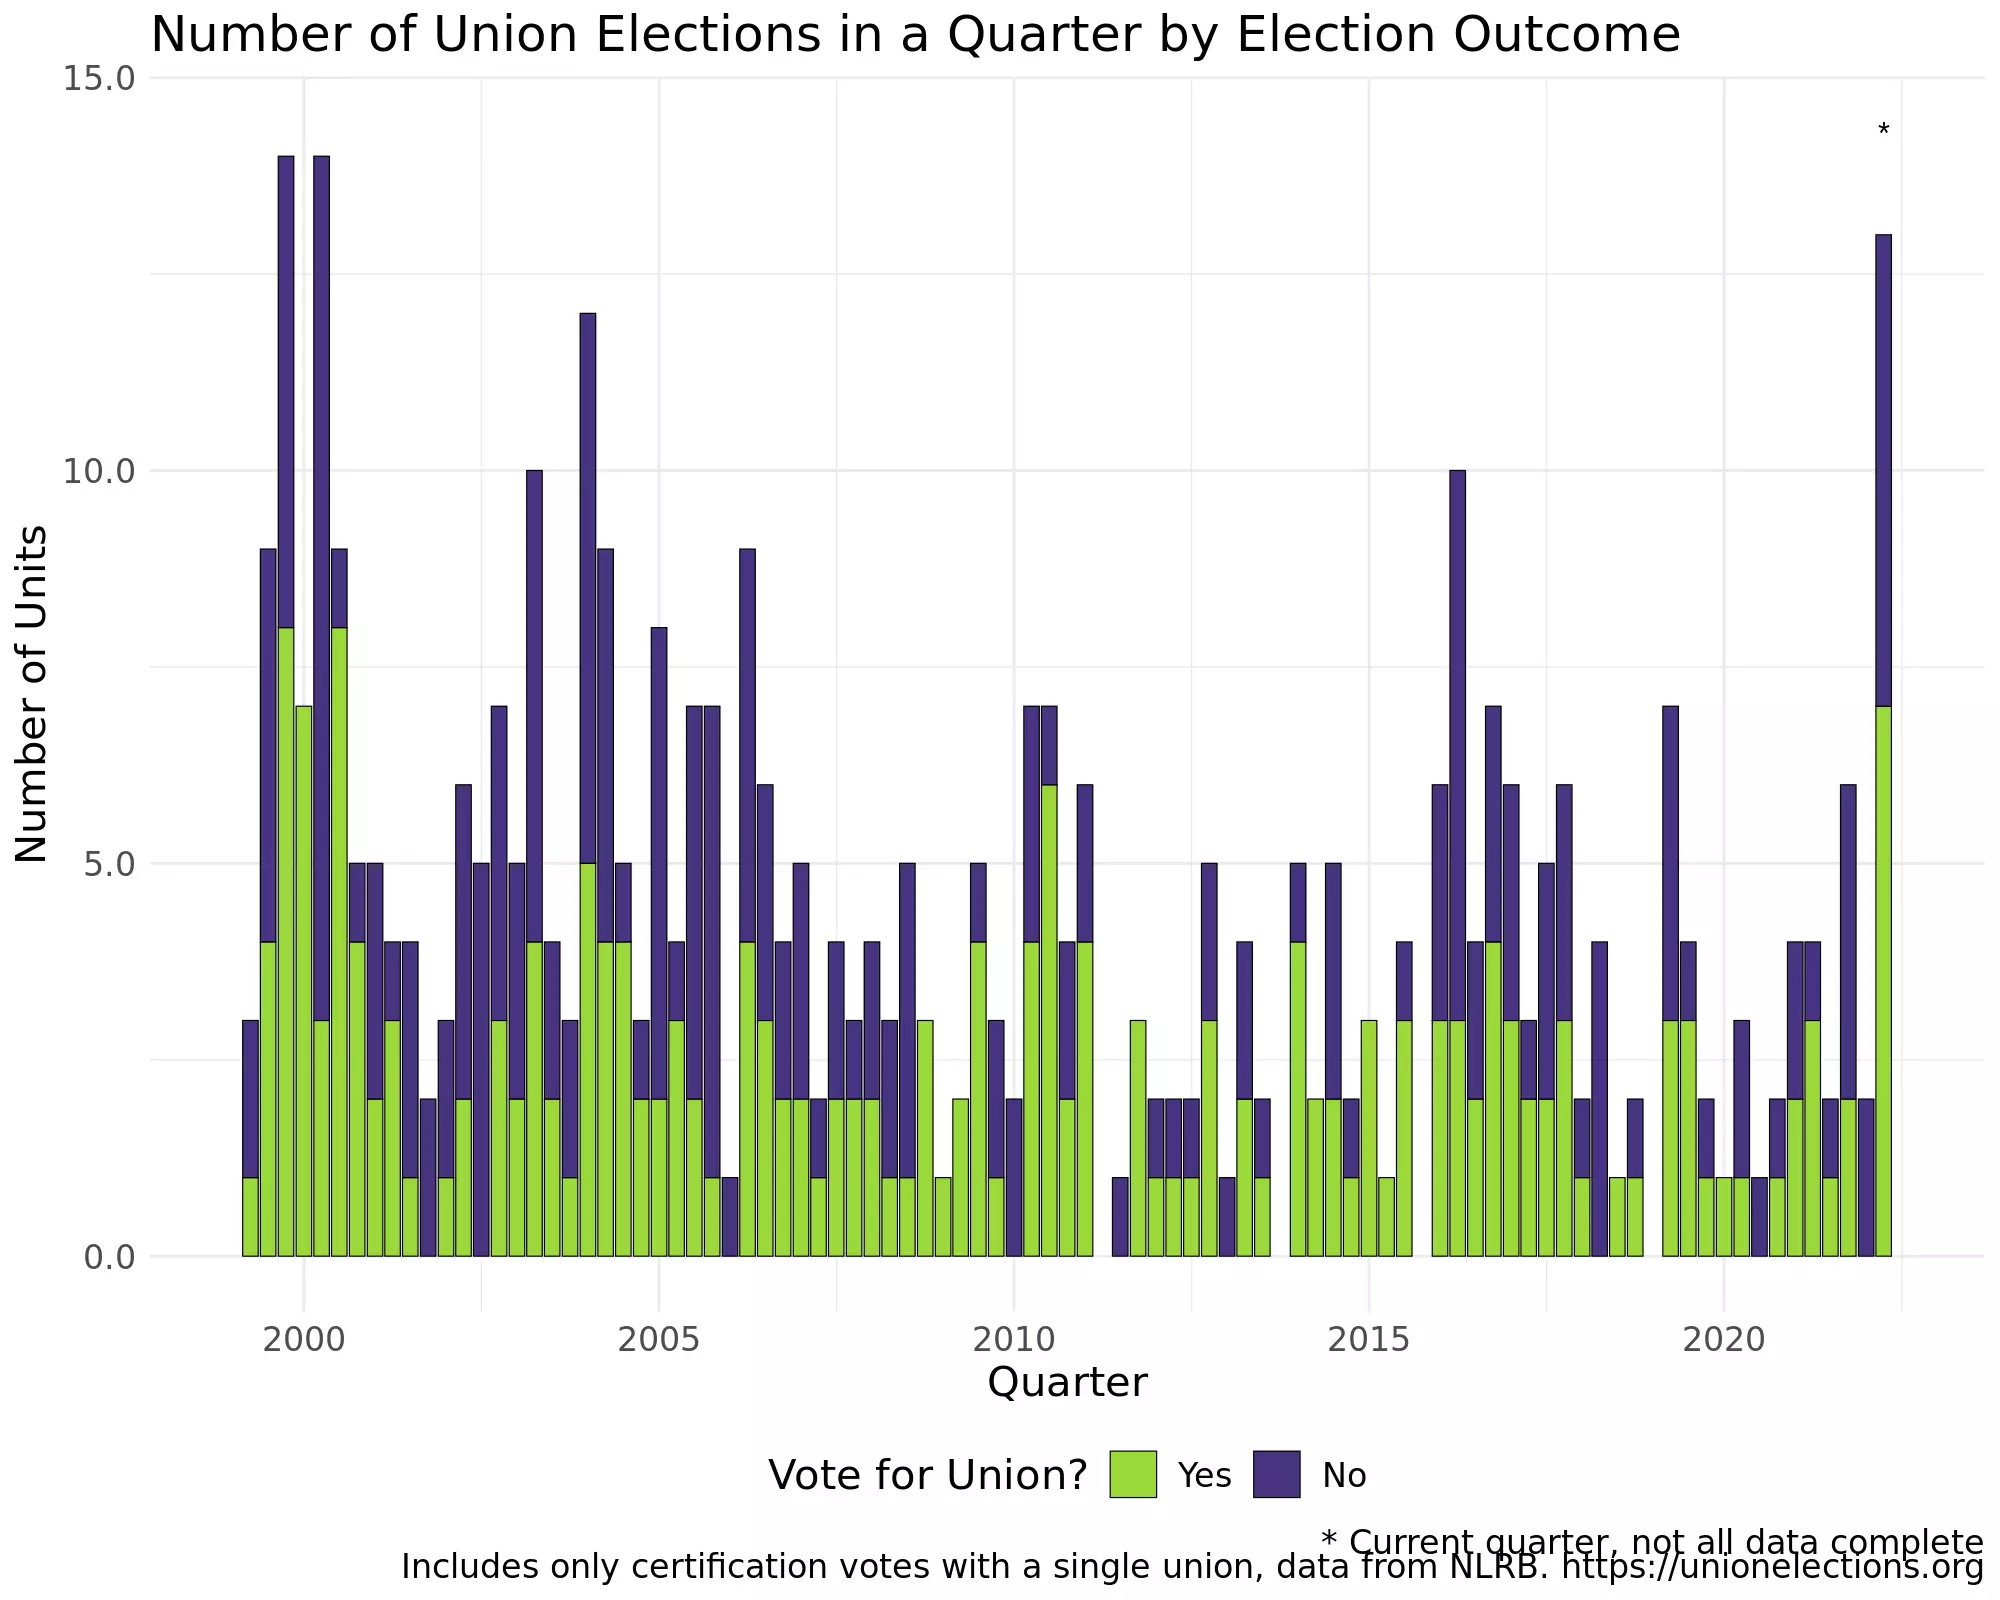 Number of Union Elections in a Quarter by Election Outcome
15.0
*
10.0
5.0
0.0
Number of Units
2000 2005 2010 2015 2020
Quarter
Vote for Union? Yes No
* Current quarter, not all data complete
Includes only certification votes with a single union, data from NLRB. https://unionelections.org